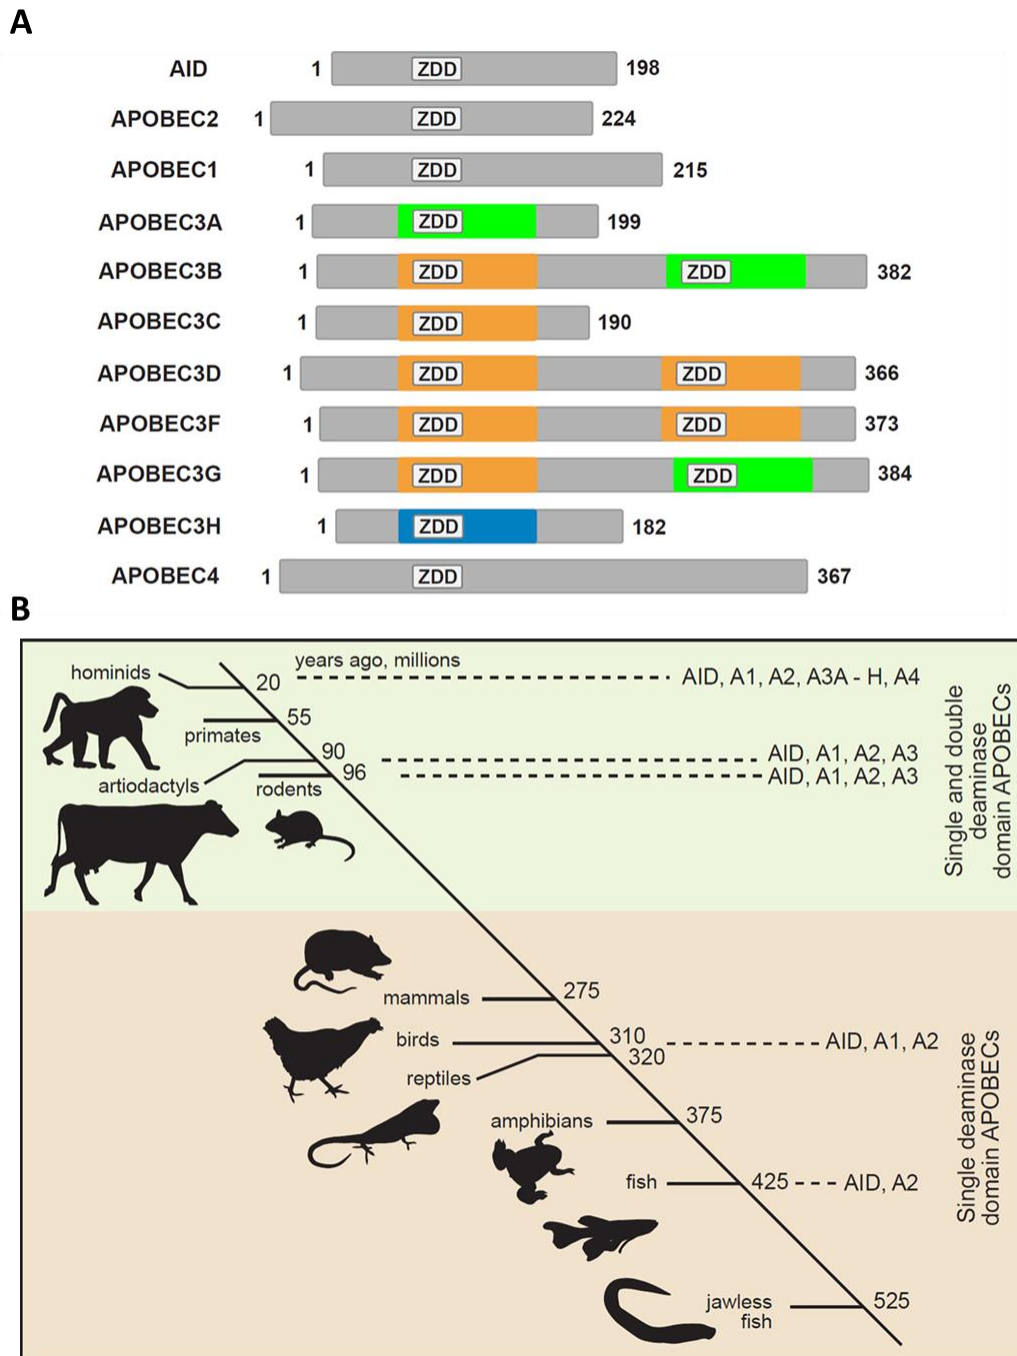 A
AID 1 ZDD 198
APOBEC2 1 ZDD 224
APOBEC1 1 ZDD 215
APOBEC3A 1 ZDD 199
APOBEC3B 1 ZDD ZDD 382
APOBEC3C 1 ZDD 190
APOBEC3D 1 ZDD ZDD 366
APOBEC3F 1 ZDD ZDD 373
APOBEC3G 1 ZDD ZDD 384
APOBEC3H 1 ZDD 182
APOBEC4 1 ZDD 367
B
years ago, millions
hominids 20 AID, A1, A2, A3A - H, A4
primates 55
artiodactyls 90 AID, A1, A2, A3
rodents 96 AID, A1, A2, A3
Single and double
deaminase
domain APOBECs
mammals 275
birds 310 AID, A1, A2
reptiles 320
amphibians 375
fish 425 AID, A2
jawless
fish 525
Single deaminase
domain APOBECs